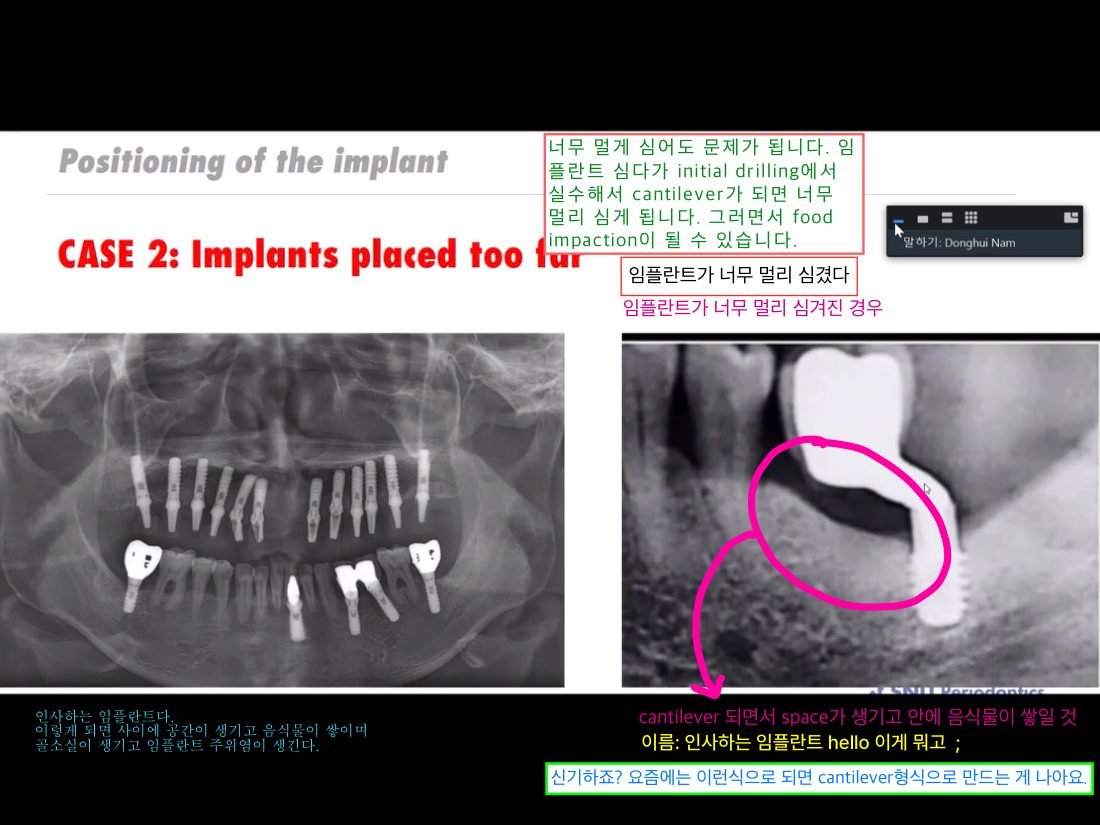 Positioning of the implant
CASE 2: Implants placed too far
너무 멀게 심어도 문제가 됩니다. 임
플란트 심다가 initial drilling에서
실수해서 cantilever가 되면 너무
멀리 심게 됩니다. 그러면서 food
impaction이 될 수 있습니다.
임플란트가 너무 멀리 심겼다
임플란트가 너무 멀리 심겨진 경우
말하기: Donghui Nam
인사하는 임플란트다.
이렇게 되면 사이에 공간이 생기고 음식물이 쌓이며
골소실이 생기고 임플란트 주위염이 생긴다.
Periodontics
cantilever 되면서 space가 생기고 안에 음식물이 쌓일 것
이름: 인사하는 임플란트 hello 이게 뭐고 ;
신기하죠? 요즘에는 이런식으로 되면 cantilever형식으로 만드는 게 나아요.